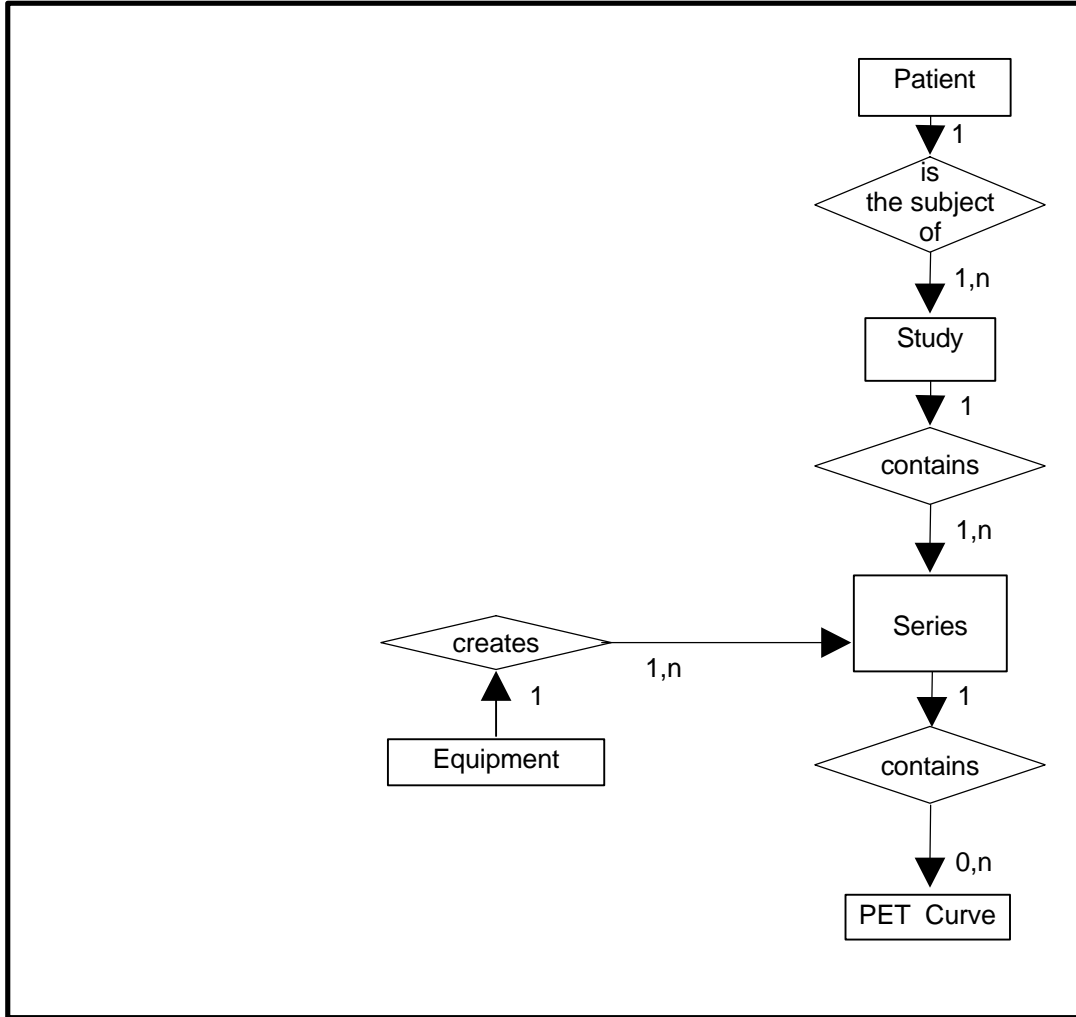 Patient
1
is
the subject
of
1,n
Study
1
contains
1,n
Series
creates
1,n
1
1
Equipment
contains
0,n
PET Curve